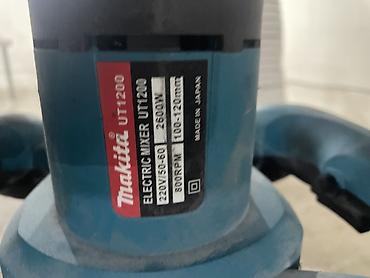 Makita UT1200
ELECTRIC MIXER UT1200
220V/50-60 2600W
800RPM 100-120mm
MADE IN JAPAN